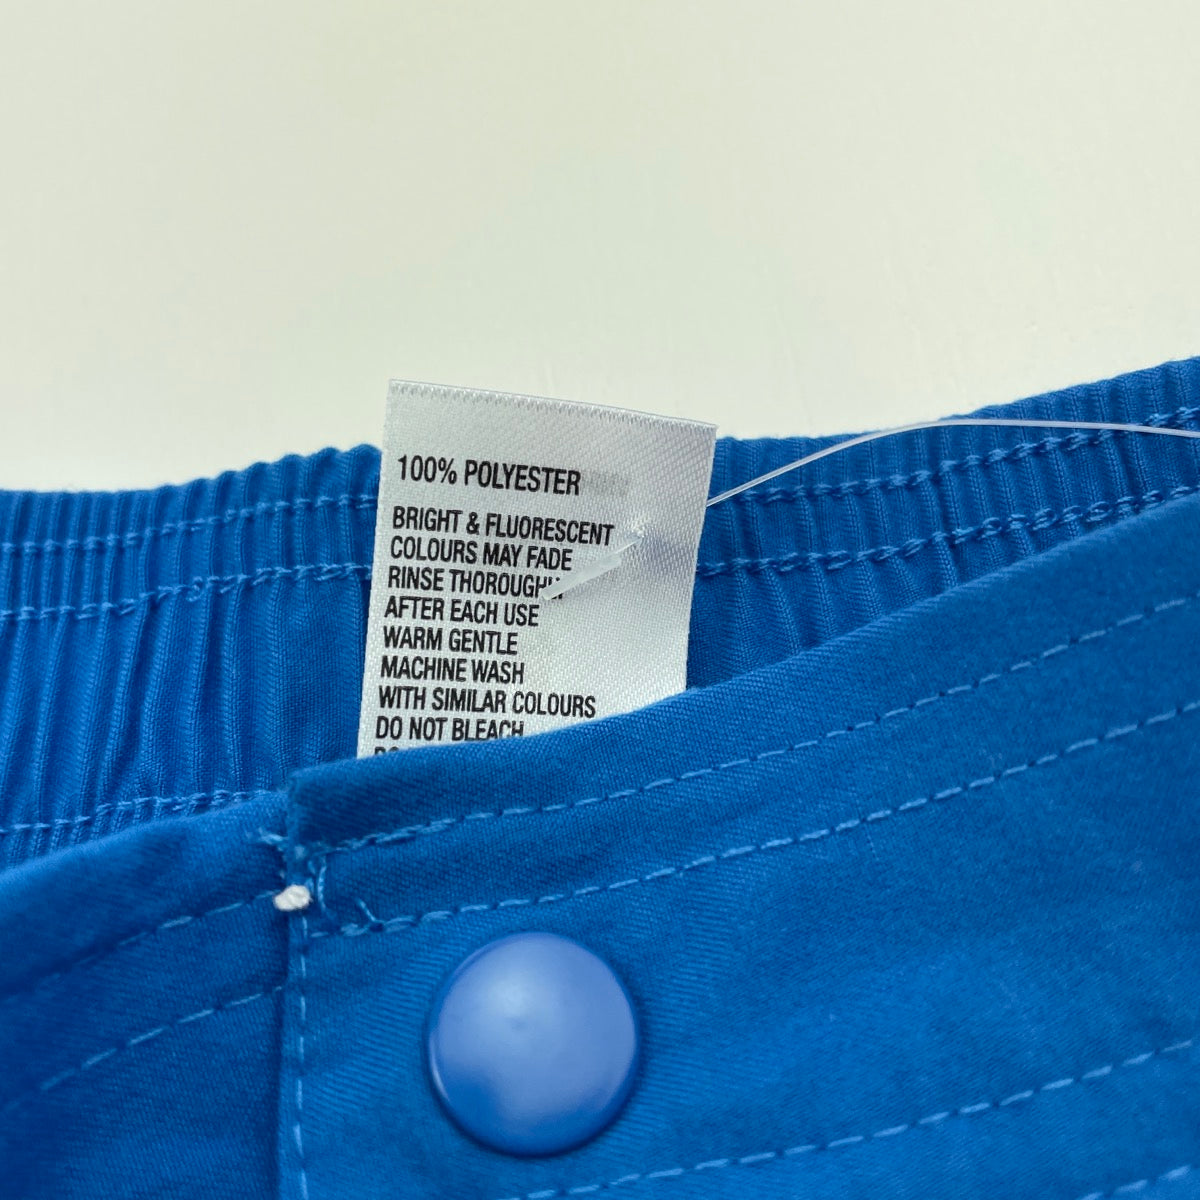 100% POLYESTER
BRIGHT & FLUORESCENT
COLOURS MAY FADE
RINSE THOROUGHLY
AFTER EACH USE
WARM GENTLE
MACHINE WASH
WITH SIMILAR COLOURS
DO NOT BLEACH